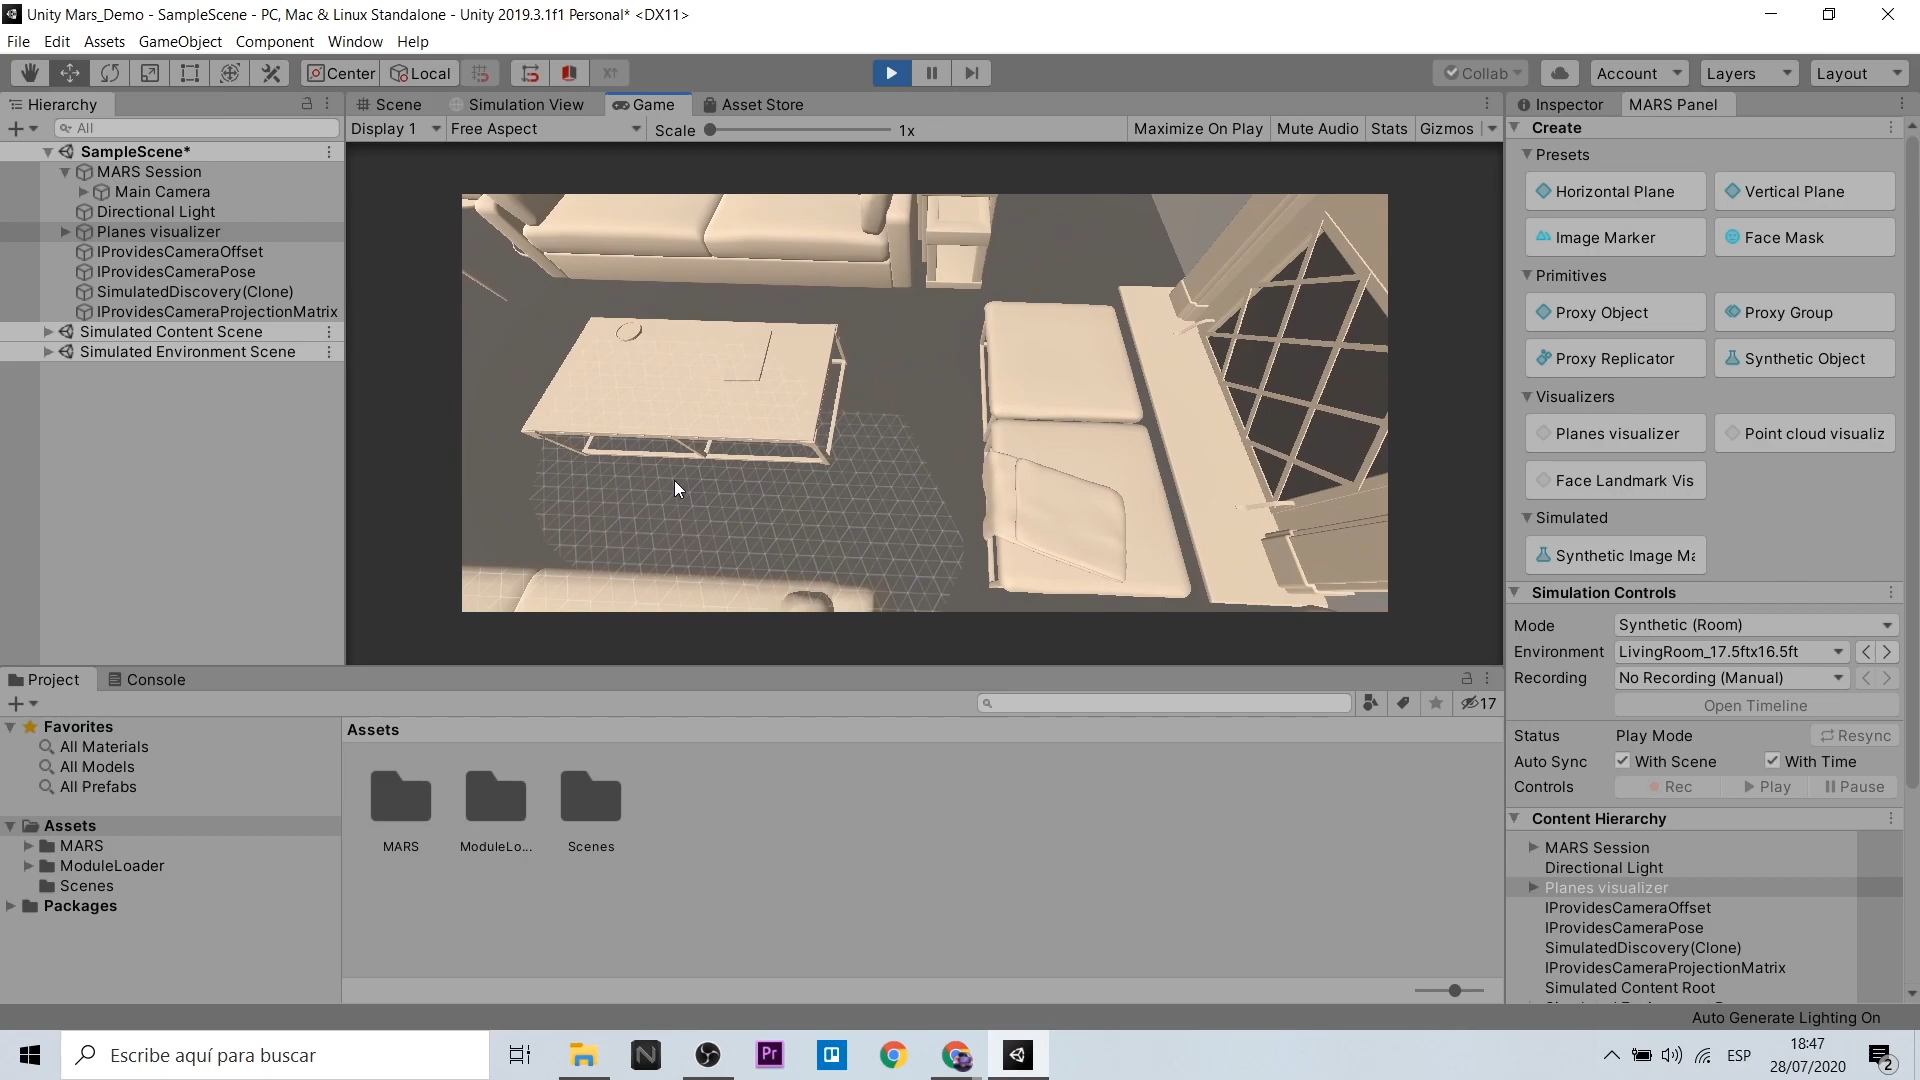 Unity Mars_Demo - SampleScene - PC, Mac & Linux Standalone - Unity 2019.3.1f1 Personal* <DX11>
File Edit Assets GameObject Component Window Help
Center Local Collab Account Layers Layout
Hierarchy
All
SampleScene*
MARS Session
Main Camera
Directional Light
Planes visualizer
IProvidesCameraOffset
IProvidesCameraPose
SimulatedDiscovery(Clone)
IProvidesCameraProjectionMatrix
Simulated Content Scene
Simulated Environment Scene
Scene Simulation View Game Asset Store
Display 1 Free Aspect Scale 1x Maximize On Play Mute Audio Stats Gizmos
Inspector MARS Panel
Create
Presets
Horizontal Plane Vertical Plane
Image Marker Face Mask
Primitives
Proxy Object Proxy Group
Proxy Replicator Synthetic Object
Visualizers
Planes visualizer Point cloud visualiz
Face Landmark Vis
Simulated
Synthetic Image Ma
Simulation Controls
Mode Synthetic (Room)
Environment LivingRoom_17.5ftx16.5ft
Recording No Recording (Manual)
Open Timeline
Status Play Mode Resync
Auto Sync With Scene With Time
Controls Rec Play Pause
Content Hierarchy
MARS Session
Directional Light
Planes visualizer
IProvidesCameraOffset
IProvidesCameraPose
SimulatedDiscovery(Clone)
IProvidesCameraProjectionMatrix
Simulated Content Root
Project Console
17
Favorites
All Materials
All Models
All Prefabs
Assets
MARS
ModuleLoader
Scenes
Packages
Assets
MARS ModuleLo... Scenes
Auto Generate Lighting On
Escribe aquí para buscar
Pr
ESP
18:47
28/07/2020
2